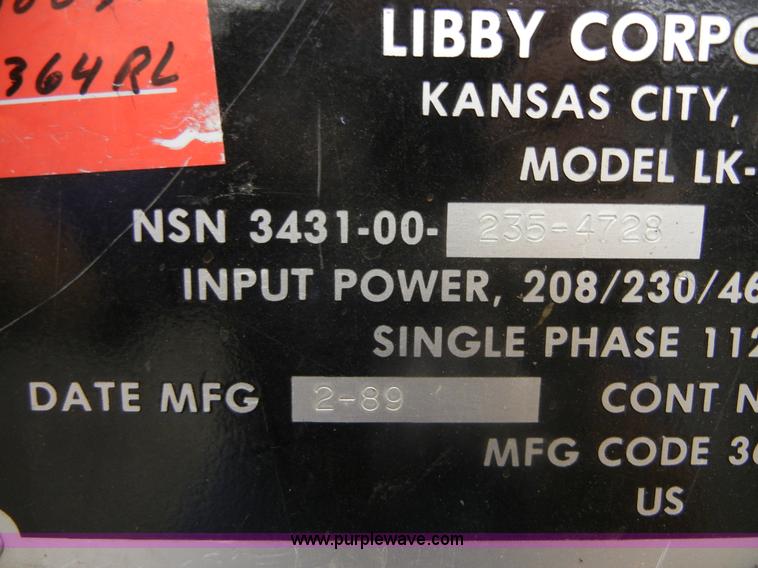 364RL
LIBBY CORPO
KANSAS CITY,
MODEL LK-
NSN 3431-00- 235-4728
INPUT POWER, 208/230/46
SINGLE PHASE 112
DATE MFG 2-89 CONT N
MFG CODE 36
US
www.purplewave.com